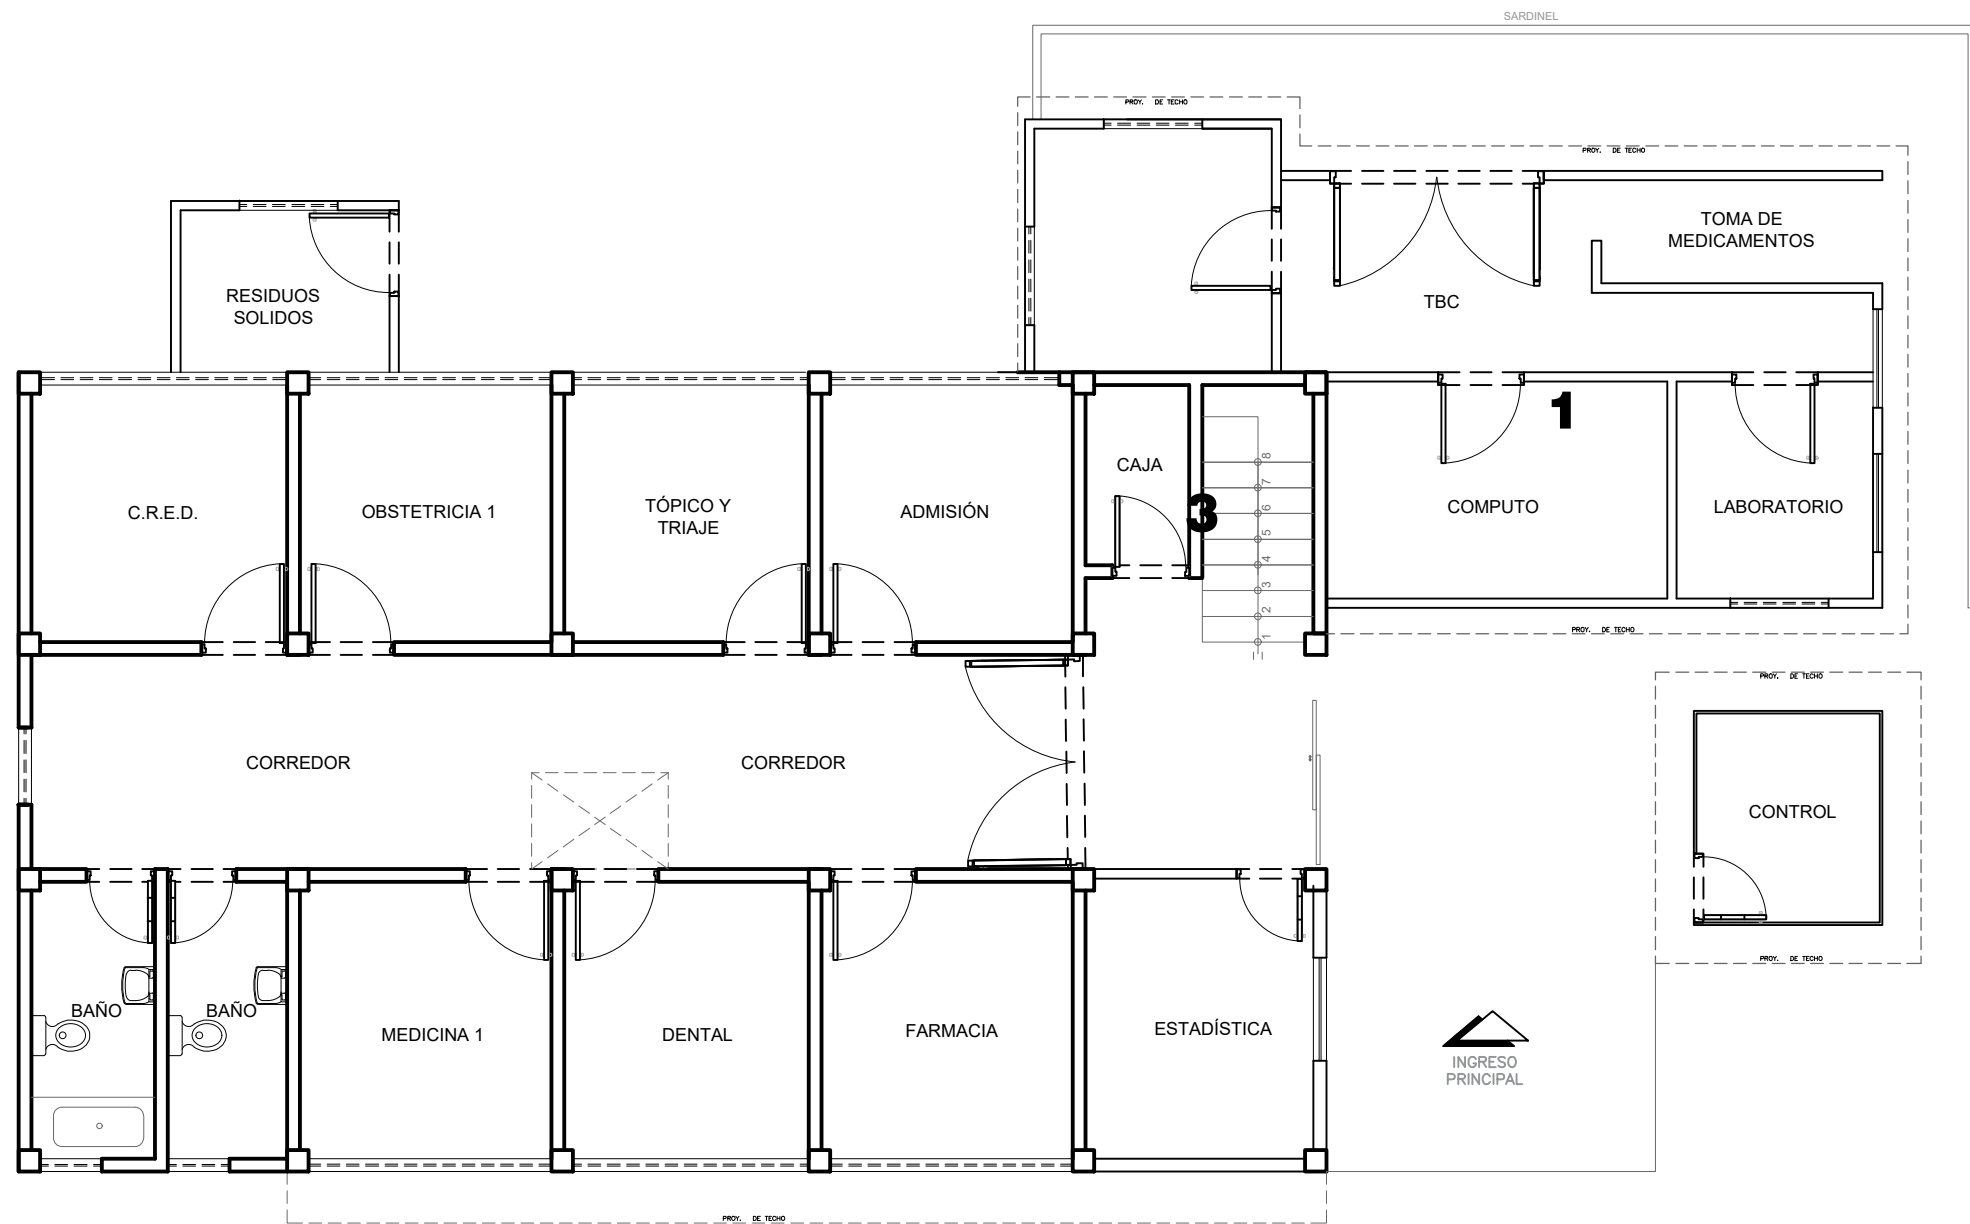 SARDINEL
PROY. DE TECHO
PROY. DE TECHO
TOMA DE
MEDICAMENTOS
RESIDUOS
SOLIDOS
TBC
1
CAJA
3
8
7
6
5
4
3
2
1
C.R.E.D.
OBSTETRICIA 1
TÓPICO Y
TRIAJE
ADMISIÓN
COMPUTO
LABORATORIO
PROY. DE TECHO
PROY. DE TECHO
CORREDOR
CORREDOR
CONTROL
PROY. DE TECHO
BAÑO
BAÑO
MEDICINA 1
DENTAL
FARMACIA
ESTADÍSTICA
INGRESO
PRINCIPAL
PROY. DE TECHO